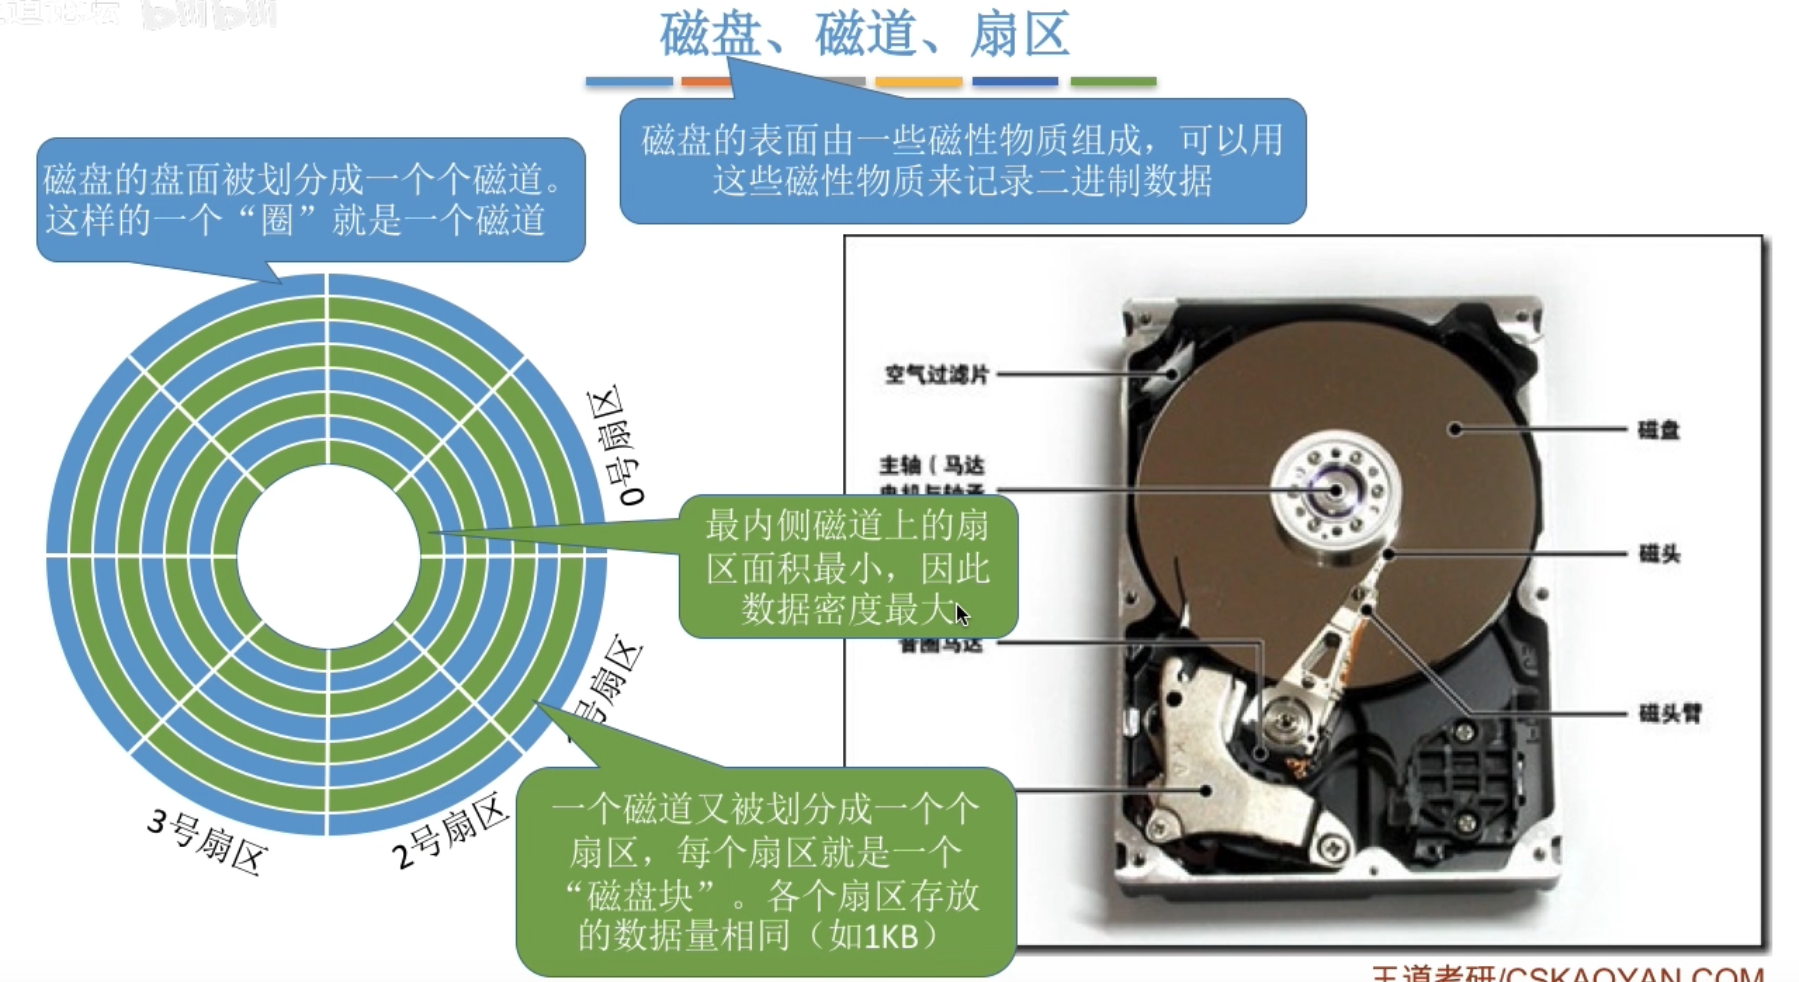 磁盘、磁道、扇区
磁盘的表面由一些磁性物质组成，可以用
这些磁性物质来记录二进制数据
磁盘的盘面被划分成一个个磁道。
这样的一个“圈”就是一个磁道
0号扇区
号扇区
2号扇区
3号扇区
最内侧磁道上的扇
区面积最小，因此
数据密度最大
一个磁道又被划分成一个个
扇区，每个扇区就是一个
“磁盘块”。各个扇区存放
的数据量相同（如1KB）
空气过滤片
主轴（马达
电机与轴承
音圈马达
磁盘
磁头
磁头臂
王道考研/CSKAOYAN.COM
bilibili